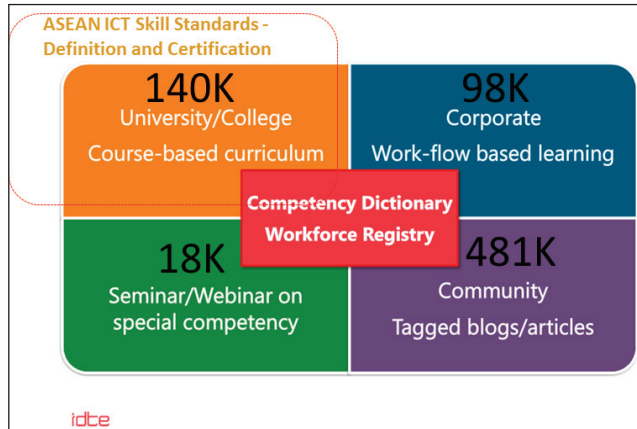 ASEAN ICT Skill Standards -
Definition and Certification
140K
University/College
Course-based curriculum
98K
Corporate
Work-flow based learning
Competency Dictionary
Workforce Registry
18K
Seminar/Webinar on
special competency
481K
Community
Tagged blogs/articles
idte